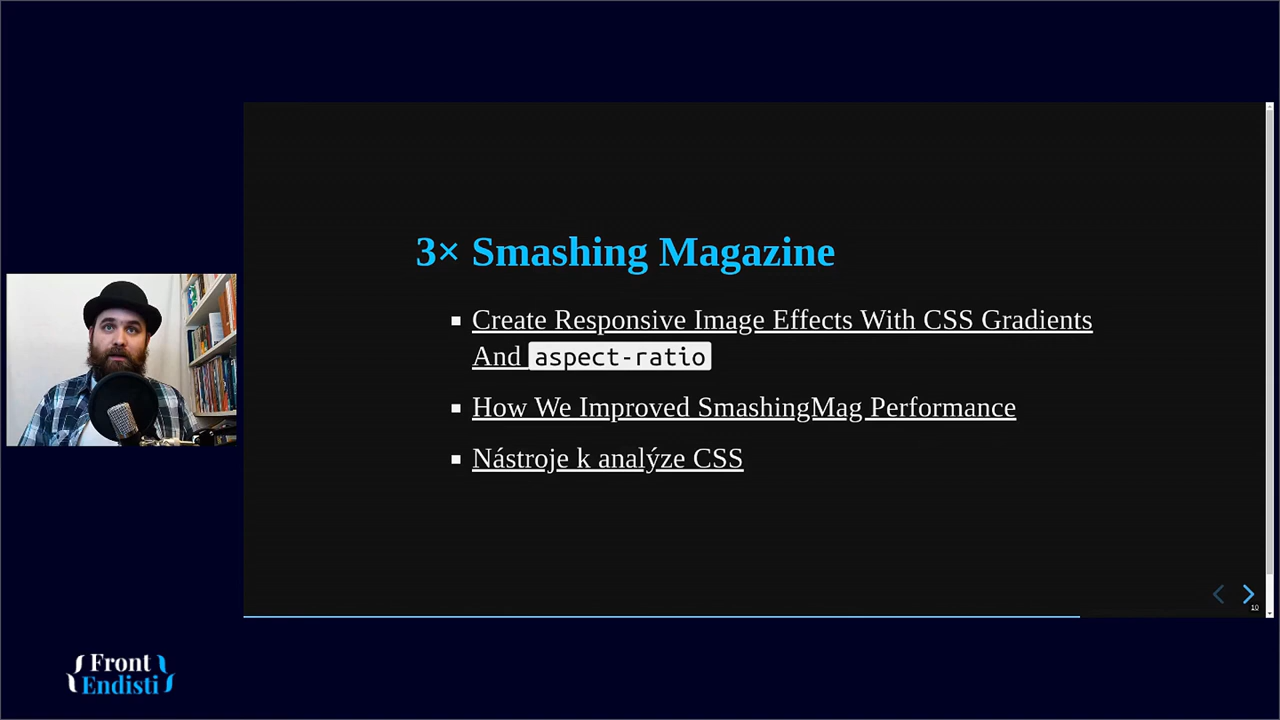 3× Smashing Magazine
Create Responsive Image Effects With CSS Gradients
And aspect-ratio
How We Improved SmashingMag Performance
Nástroje k analýze CSS
10
{Front
Endisti}